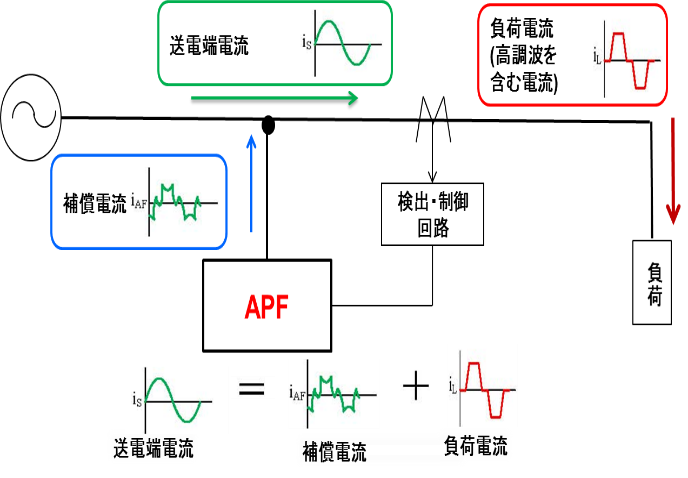 送電端電流
iS
負荷電流
(高調波を
含む電流)
iL
補償電流
iAF
検出・制御
回路
負
荷
APF
iS
=
iAF
+
iL
送電端電流
補償電流
負荷電流